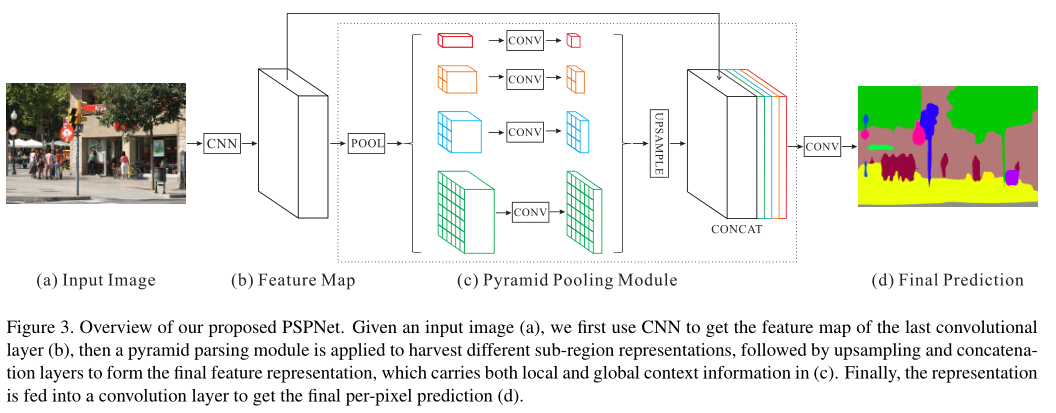 CONV
CONV
CNN
POOL
CONV
UPSAMPLE
CONV
CONV
CONCAT
(a) Input Image
(b) Feature Map
(c) Pyramid Pooling Module
(d) Final Prediction
Figure 3. Overview of our proposed PSPNet. Given an input image (a), we first use CNN to get the feature map of the last convolutional
layer (b), then a pyramid parsing module is applied to harvest different sub-region representations, followed by upsampling and concatena-
tion layers to form the final feature representation, which carries both local and global context information in (c). Finally, the representation
is fed into a convolution layer to get the final per-pixel prediction (d).